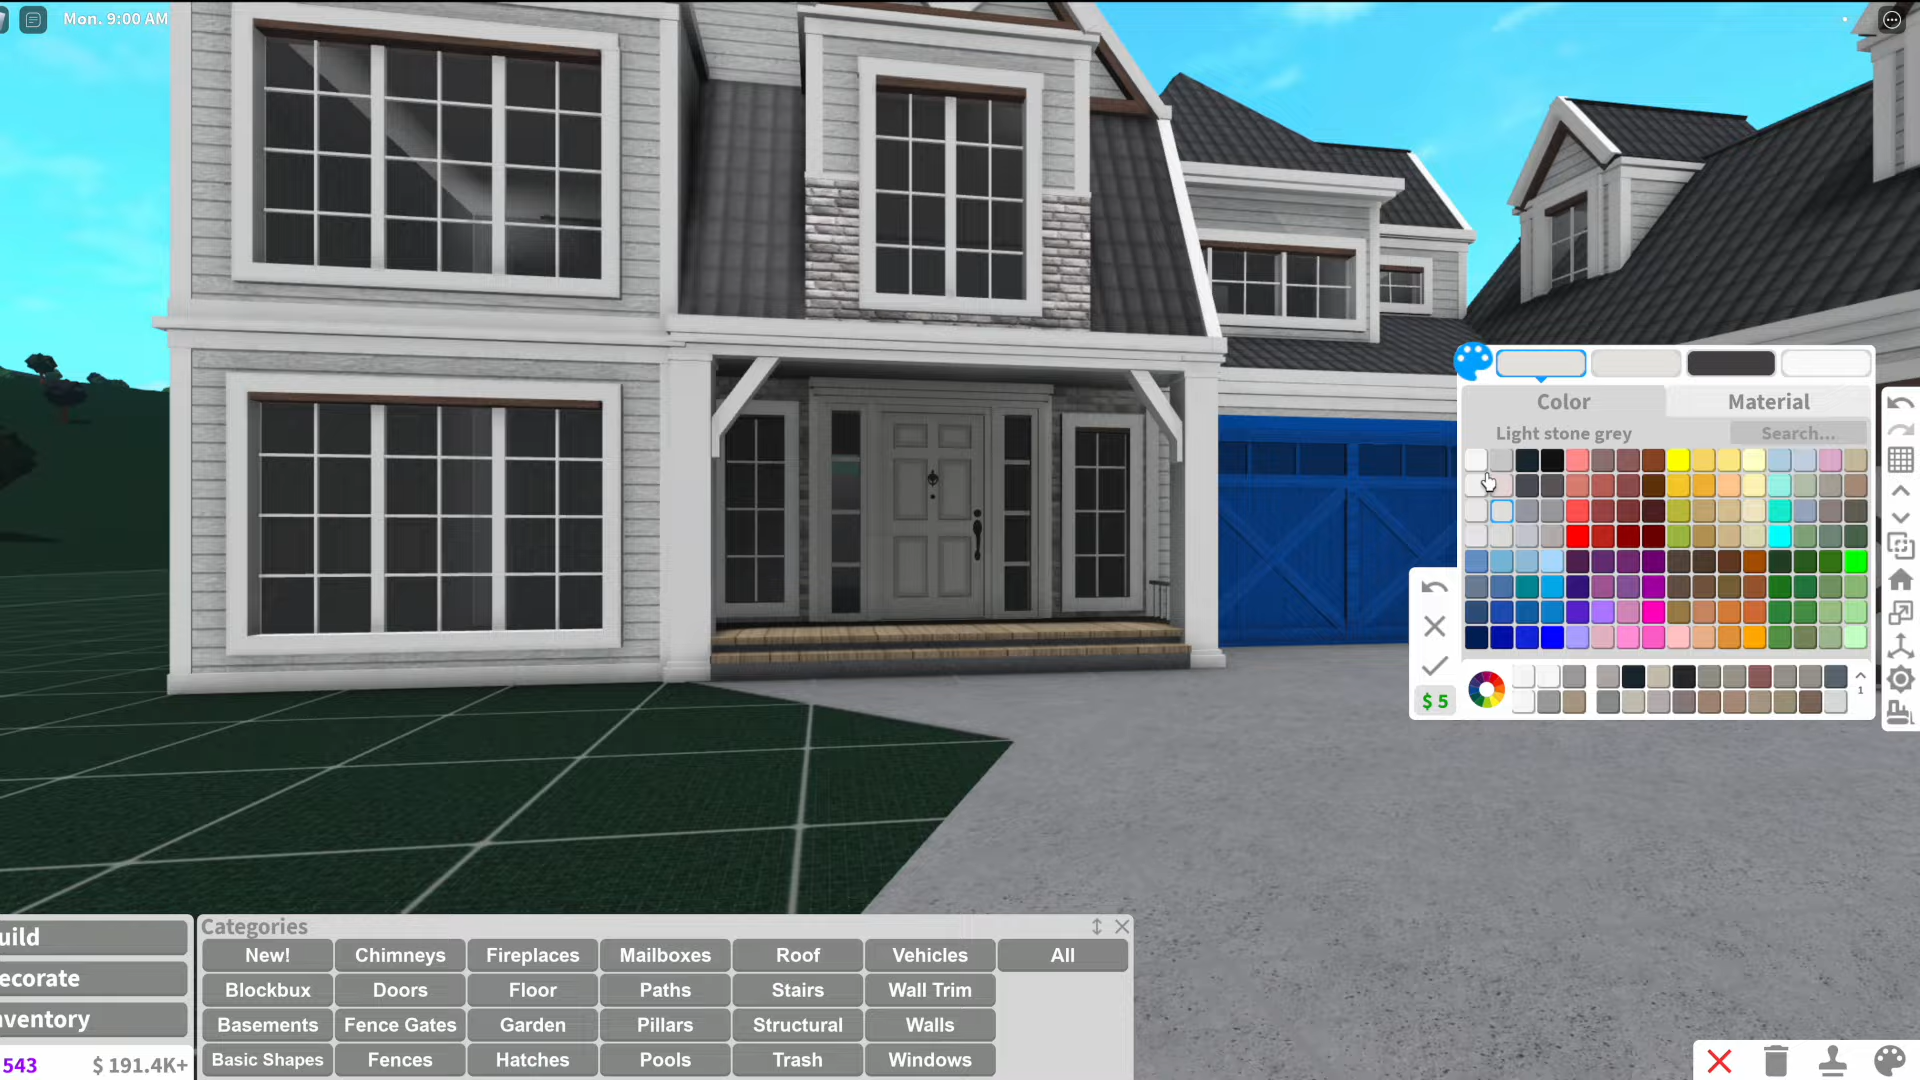 Mon. 9:00 AM
Color
Material
Light stone grey
Search...
$ 5
uild
ecorate
nventory
543
$ 191.4K+
Categories
New!
Chimneys
Fireplaces
Mailboxes
Roof
Vehicles
All
Blockbux
Doors
Floor
Paths
Stairs
Wall Trim
Basements
Fence Gates
Garden
Pillars
Structural
Walls
Basic Shapes
Fences
Hatches
Pools
Trash
Windows
1